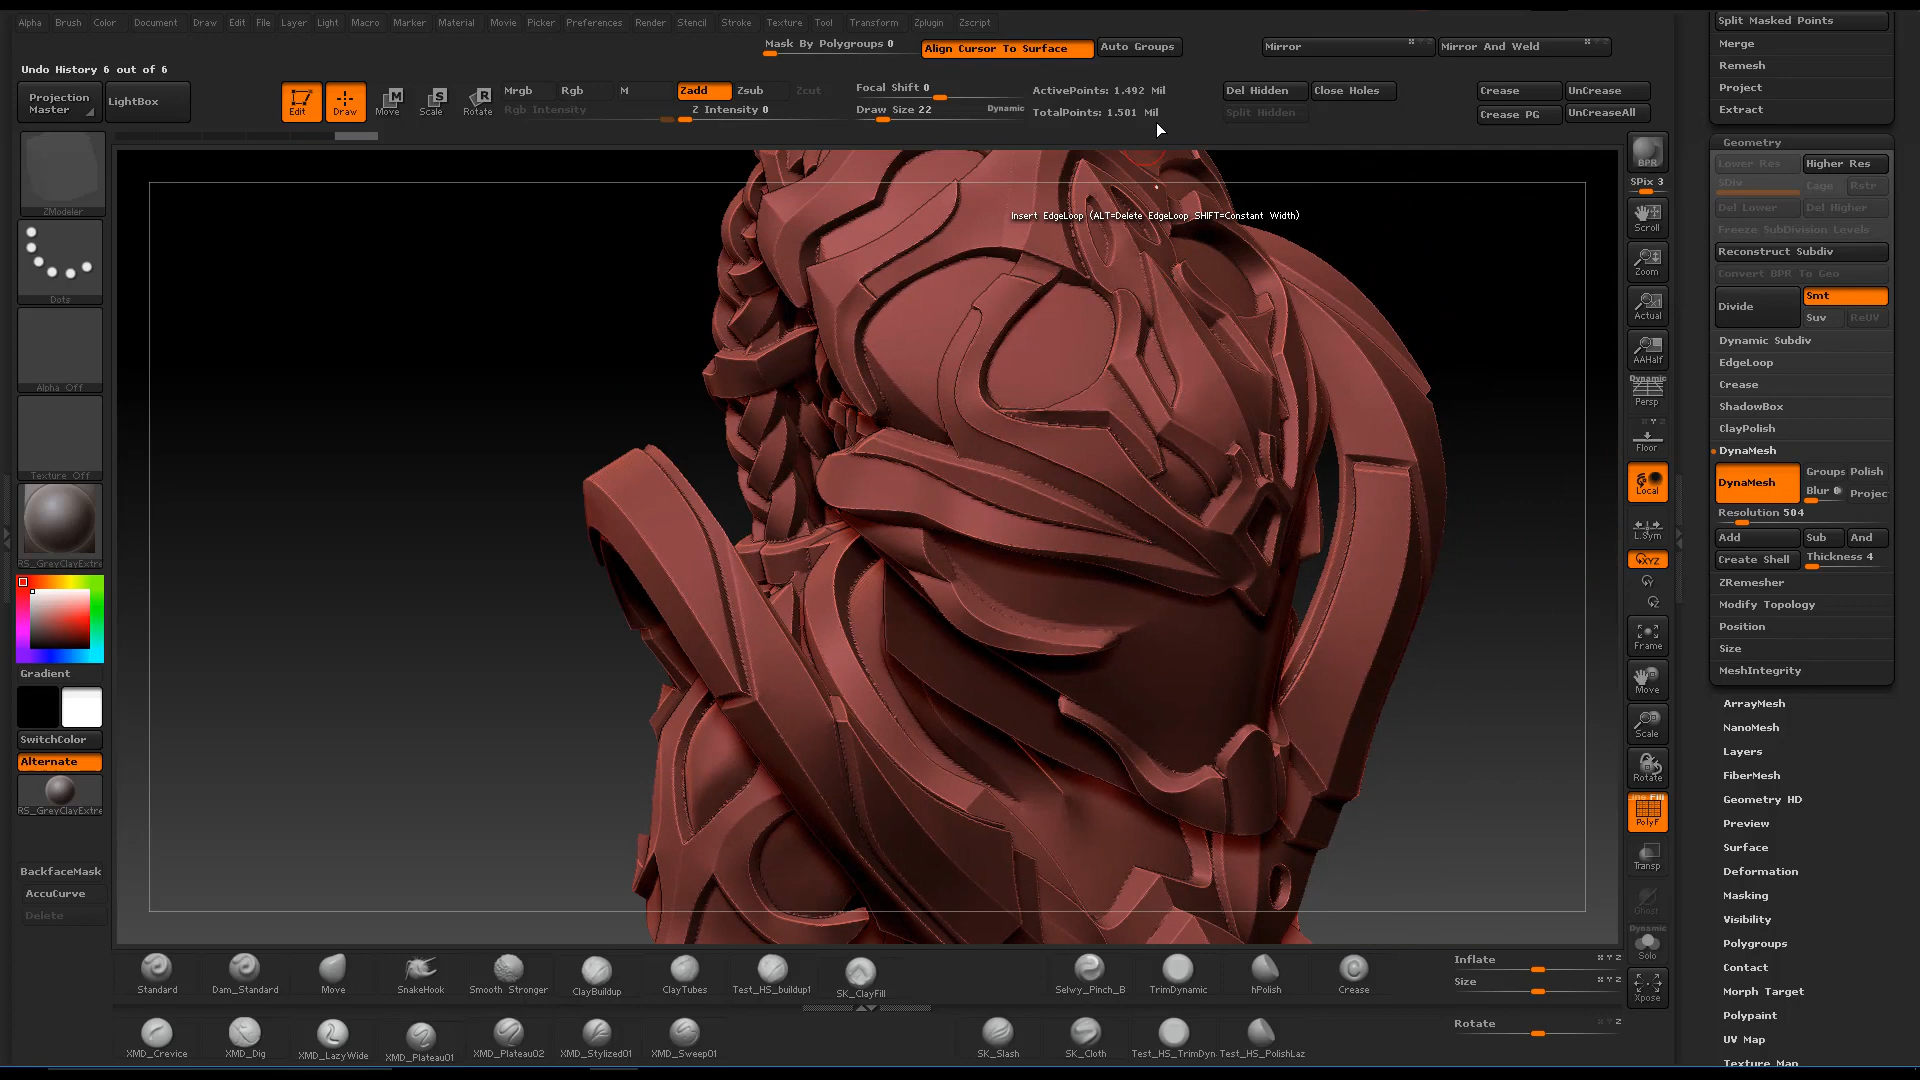 Alpha Brush Color Document Draw Edit File Layer Light Macro Marker Material Movie Picker Preferences Render Stencil Stroke Texture Tool Transform Zplugin Zscript
Mask By Polygroups 0
Align Cursor To Surface
Auto Groups
Mirror
Mirror And Weld
Undo History 6 out of 6
Projection Master
LightBox
Edit
Draw
Move
Scale
Rotate
Mrgb
Rgb
M
Rgb Intensity
Zadd
Zsub
Zcut
Z Intensity 0
Focal Shift 0
Draw Size 22
Dynamic
ActivePoints: 1.492 Mil
TotalPoints: 1.501 Mil
Del Hidden
Close Holes
Split Hidden
Crease
UnCrease
Crease PG
UnCreaseAll
ZModeler
Dots
Alpha Off
Texture Off
RS_GreyClayExtre
Gradient
SwitchColor
Alternate
RS_GreyClayExtre
BackfaceMask
AccuCurve
Delete
Insert EdgeLoop (ALT=Delete EdgeLoop SHIFT=Constant Width)
BPR
SPix 3
Scroll
Zoom
Actual
AAHalf
Dynamic
Persp
Floor
Local
L.Sym
XYZ
Frame
Move
Scale
Rotate
PolyF
Transp
Ghost
Dynamic
Solo
Xpose
Split Masked Points
Merge
Remesh
Project
Extract
Geometry
Lower Res
Higher Res
SDiv
Cage
Rstr
Del Lower
Del Higher
Freeze SubDivision Levels
Reconstruct Subdiv
Convert BPR To Geo
Divide
Smt
Suv
ReUV
Dynamic Subdiv
EdgeLoop
Crease
ShadowBox
ClayPolish
DynaMesh
DynaMesh
Groups
Polish
Blur
Projec
Resolution 504
Add
Sub
And
Create Shell
Thickness 4
ZRemesher
Modify Topology
Position
Size
MeshIntegrity
ArrayMesh
NanoMesh
Layers
FiberMesh
Geometry HD
Preview
Surface
Deformation
Masking
Visibility
Polygroups
Contact
Morph Target
Polypaint
UV Map
Texture Map
Standard
Dam_Standard
Move
SnakeHook
Smooth Stronger
ClayBuildup
ClayTubes
Test_HS_buildup1
SK_ClayFill
Selwy_Pinch_B
TrimDynamic
hPolish
Crease
Inflate
Size
Rotate
XMD_Crevice
XMD_Dig
XMD_LazyWide
XMD_Plateau01
XMD_Plateau02
XMD_Stylized01
XMD_Sweep01
SK_Slash
SK_Cloth
Test_HS_TrimDyn
Test_HS_PolishLaz